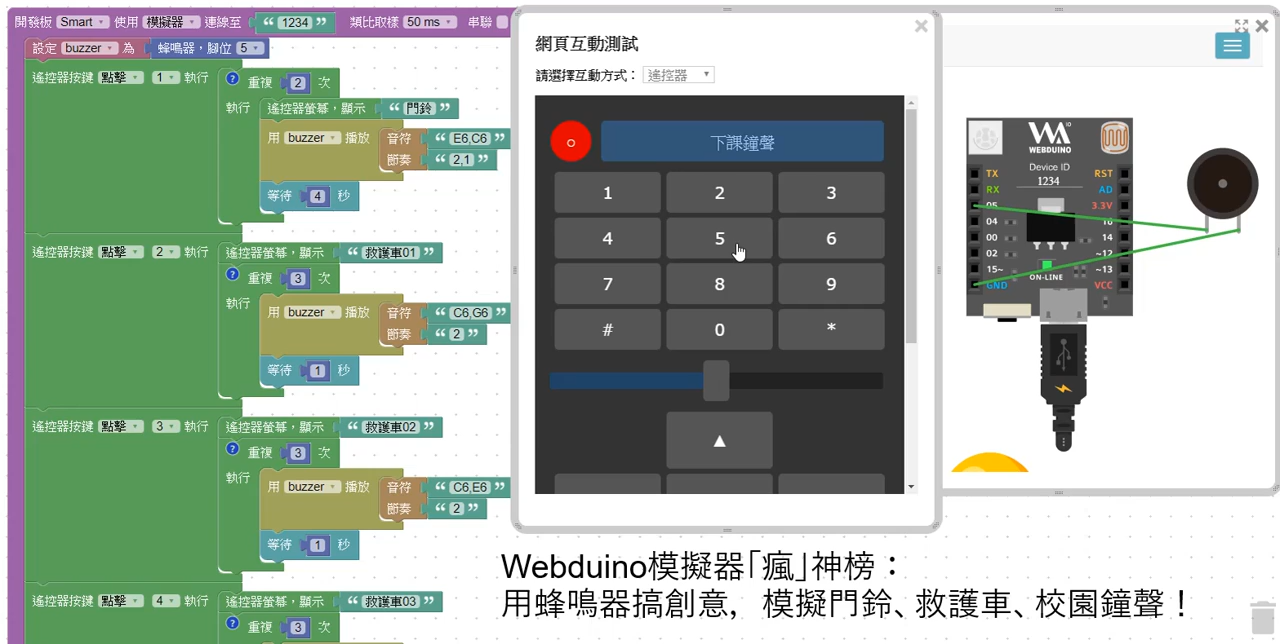 開發板 Smart 使用 模擬器 連線至 “ 1234 ” 類比取樣 50 ms 串聯
設定 buzzer 為 蜂鳴器，腳位 5
遙控器按鍵 點擊 1 執行
? 重複 2 次
執行 遙控器螢幕，顯示 “ 門鈴 ”
用 buzzer 播放 音符 “ E6,C6 ”
節奏 “ 2,1 ”
等待 4 秒
遙控器按鍵 點擊 2 執行 遙控器螢幕，顯示 “ 救護車01 ”
? 重複 3 次
執行
用 buzzer 播放 音符 “ C6,G6 ”
節奏 “ 2 ”
等待 1 秒
遙控器按鍵 點擊 3 執行 遙控器螢幕，顯示 “ 救護車02 ”
? 重複 3 次
執行
用 buzzer 播放 音符 “ C6,E6 ”
節奏 “ 2 ”
等待 1 秒
遙控器按鍵 點擊 4 執行 遙控器螢幕，顯示 “ 救護車03 ”
? 重複 3 次
網頁互動測試
請選擇互動方式： 遙控器
下課鐘聲
1 2 3
4 5 6
7 8 9
# 0 *
▲
WEBDUINO
Device ID
1234
TX RST
RX AD
05 3.3V
04 16
00 14
02 ~12
15~ ~13
ON-LINE
GND VCC
Webduino模擬器「瘋」神榜：
用蜂鳴器搞創意，模擬門鈴、救護車、校園鐘聲！